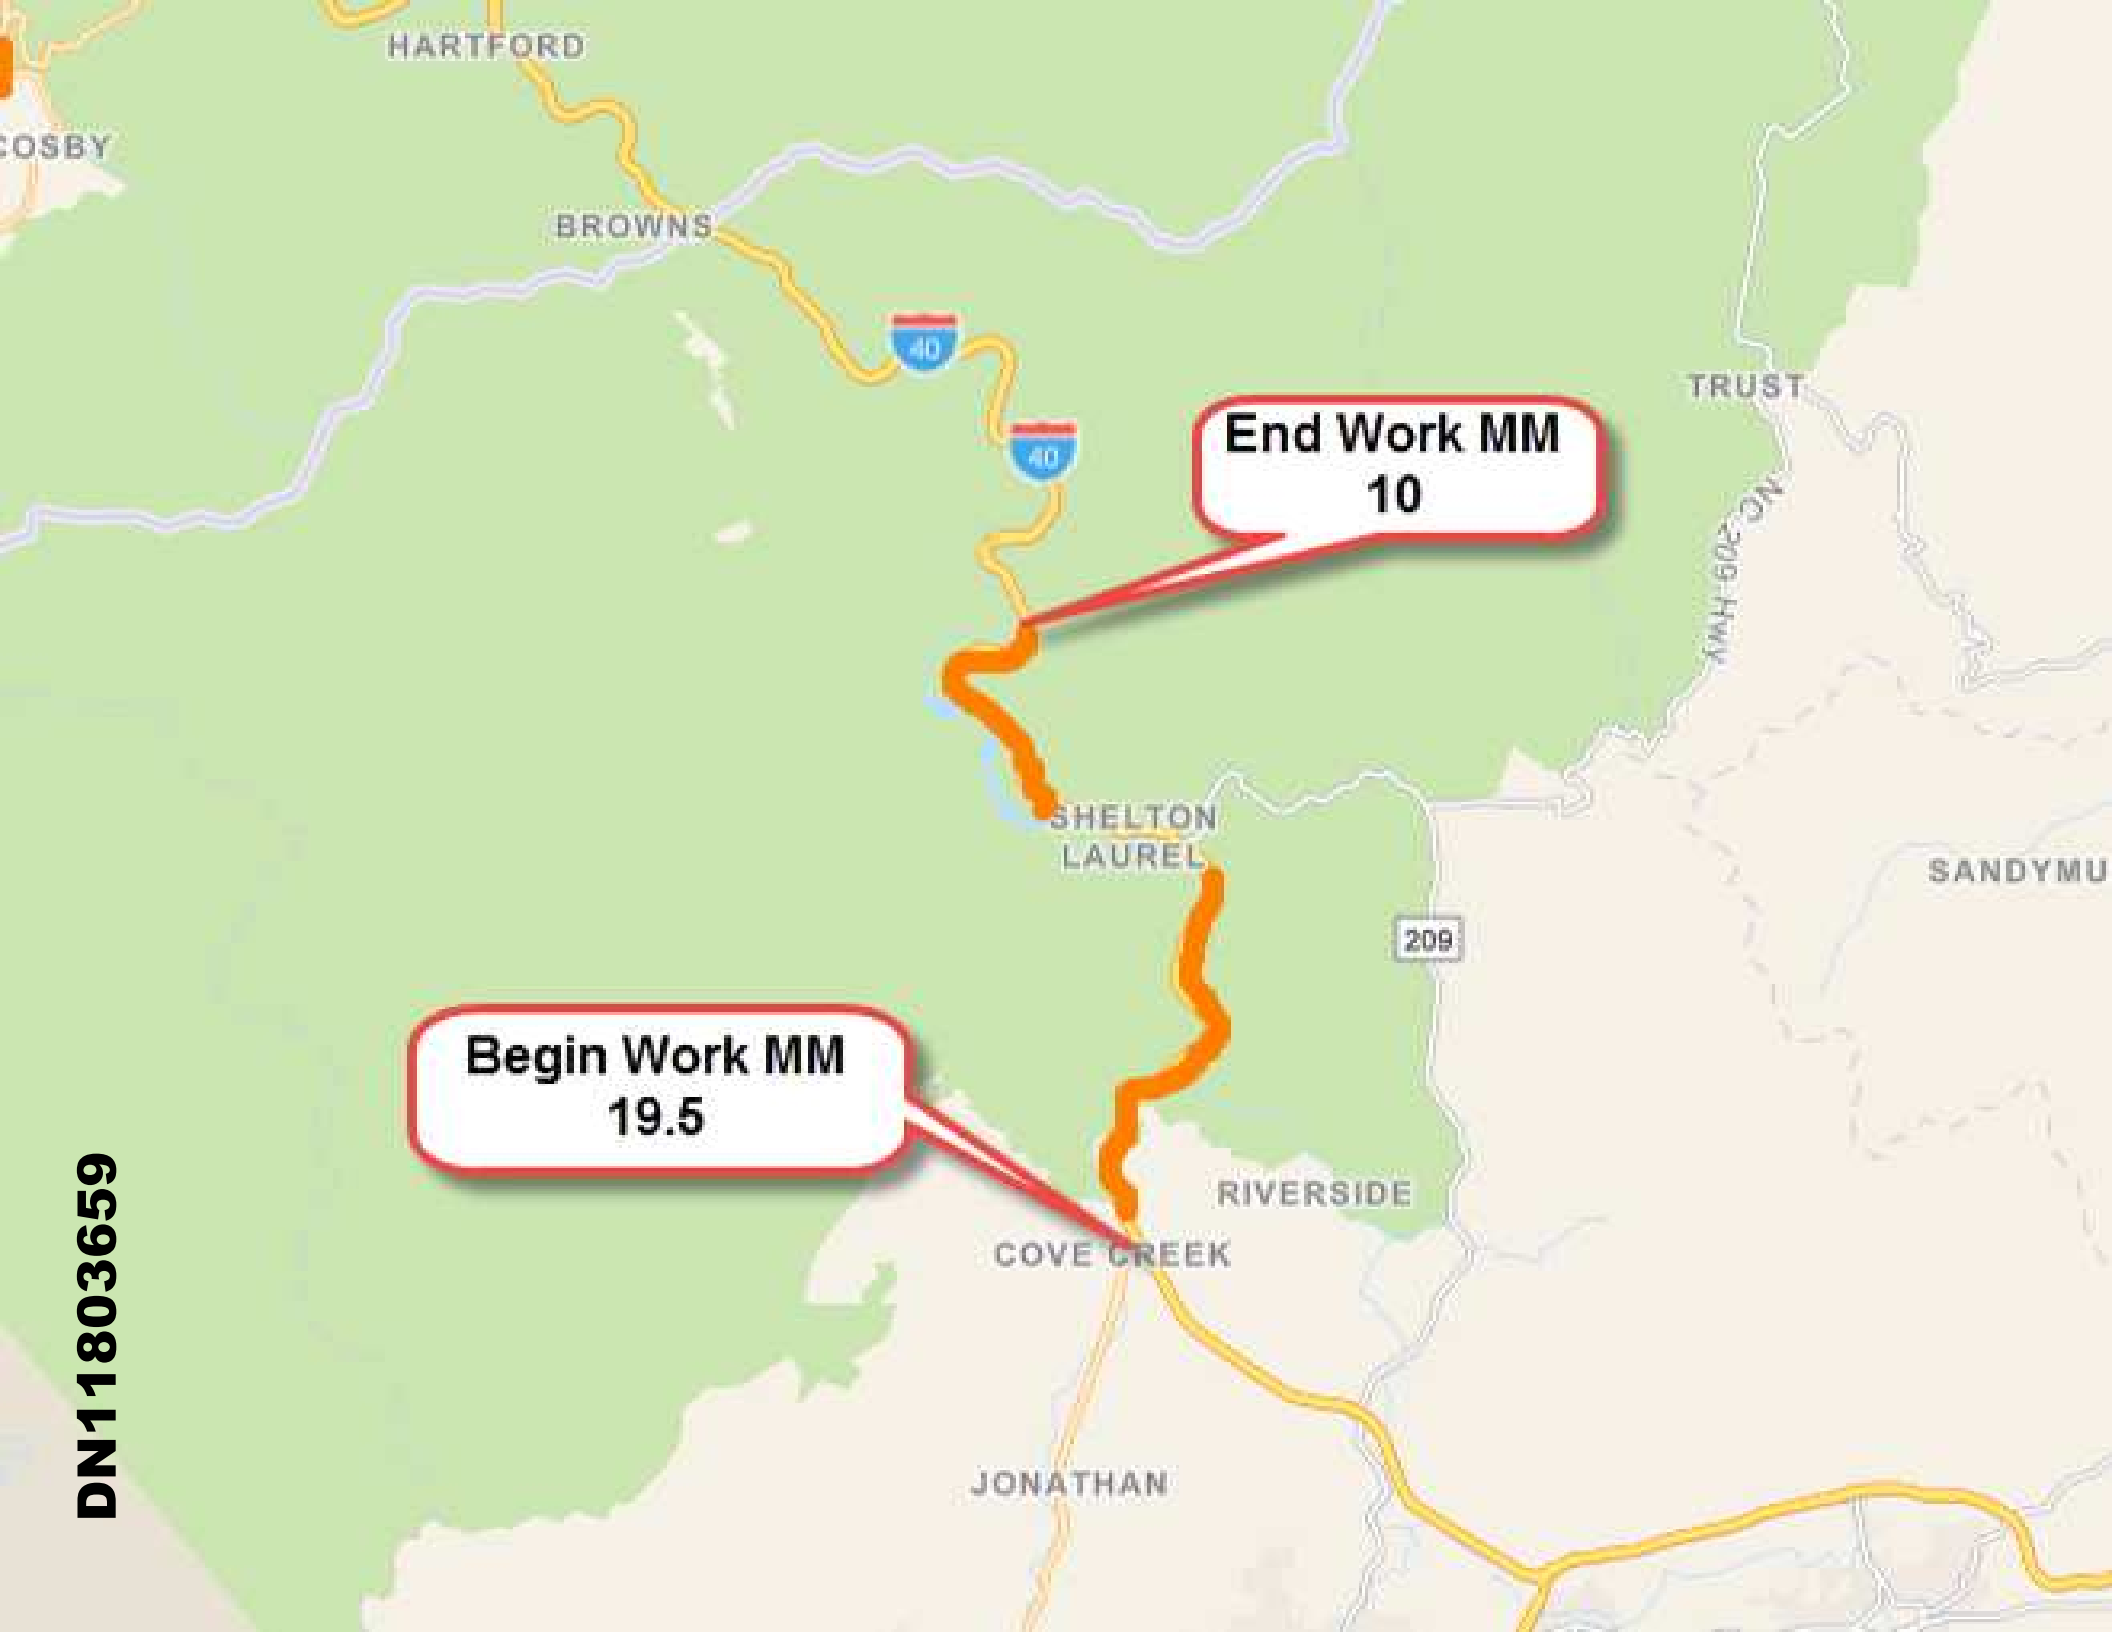 HARTFORD
COSBY
BROWNS
40
40
End Work MM
10
TRUST
NC 209 Hwy
SHELTON
LAUREL
SANDYMU
209
Begin Work MM
19.5
RIVERSIDE
COVE CREEK
JONATHAN
DN11803659